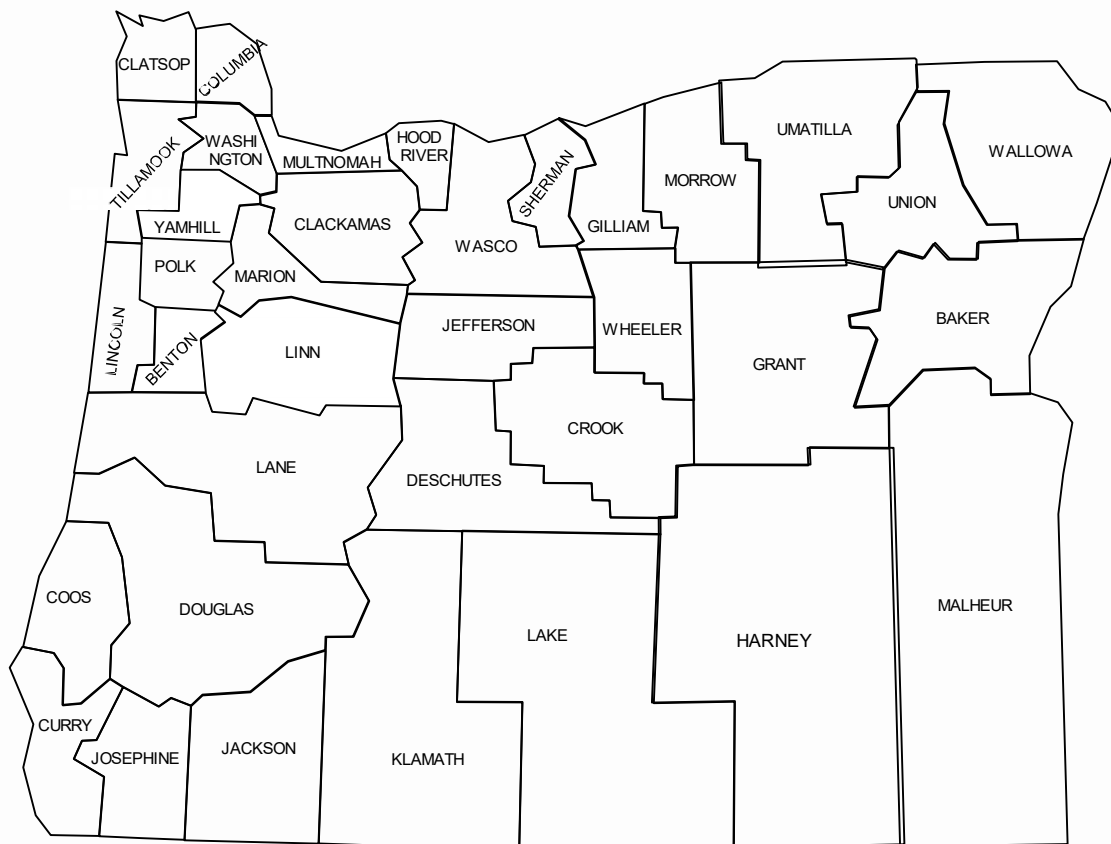 CLATSOP
COLUMBIA
TILLAMOOK
WASHI
NGTON
MULTNOMAH
HOOD
RIVER
SHERMAN
GILLIAM
MORROW
UMATILLA
UNION
WALLOWA
YAMHILL
CLACKAMAS
WASCO
POLK
MARION
LINCOLN
BENTON
LINN
JEFFERSON
WHEELER
GRANT
BAKER
LANE
DESCHUTES
CROOK
COOS
DOUGLAS
LAKE
HARNEY
MALHEUR
CURRY
JOSEPHINE
JACKSON
KLAMATH